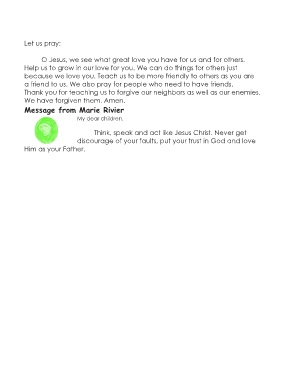 Let us pray:
O Jesus, we see what great love you have for us and for others.
Help us to grow in our love for you. We can do things for others just
because we love you. Teach us to be more friendly to others as you are
a friend to us. We also pray for people who need to have friends.
Thank you for teaching us to forgive our neighbors as well as our enemies.
We have forgiven them. Amen.
Message from Marie Rivier
My dear children,
Think, speak and act like Jesus Christ. Never get
discourage of your faults, put your trust in God and love
Him as your Father.